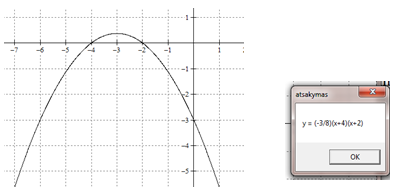 1
-7 -6 -5 -4 -3 -2 -1 1
-1
-2
-3
-4
-5
atsakymas
y = (-3/8)(x+4)(x+2)
OK